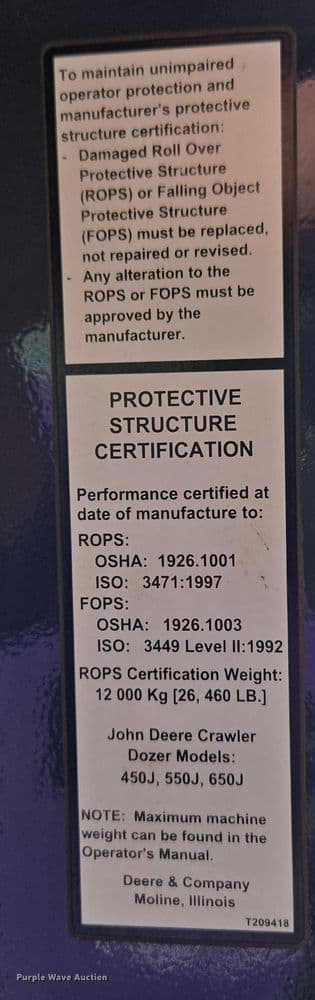 To maintain unimpaired
operator protection and
manufacturer's protective
structure certification:
- Damaged Roll Over
Protective Structure
(ROPS) or Falling Object
Protective Structure
(FOPS) must be replaced,
not repaired or revised.
- Any alteration to the
ROPS or FOPS must be
approved by the
manufacturer.
PROTECTIVE
STRUCTURE
CERTIFICATION
Performance certified at
date of manufacture to:
ROPS:
OSHA: 1926.1001
ISO: 3471:1997
FOPS:
OSHA: 1926.1003
ISO: 3449 Level II:1992
ROPS Certification Weight:
12 000 Kg [26, 460 LB.]
John Deere Crawler
Dozer Models:
450J, 550J, 650J
NOTE: Maximum machine
weight can be found in the
Operator's Manual.
Deere & Company
Moline, Illinois
T209418
Purple Wave Auction